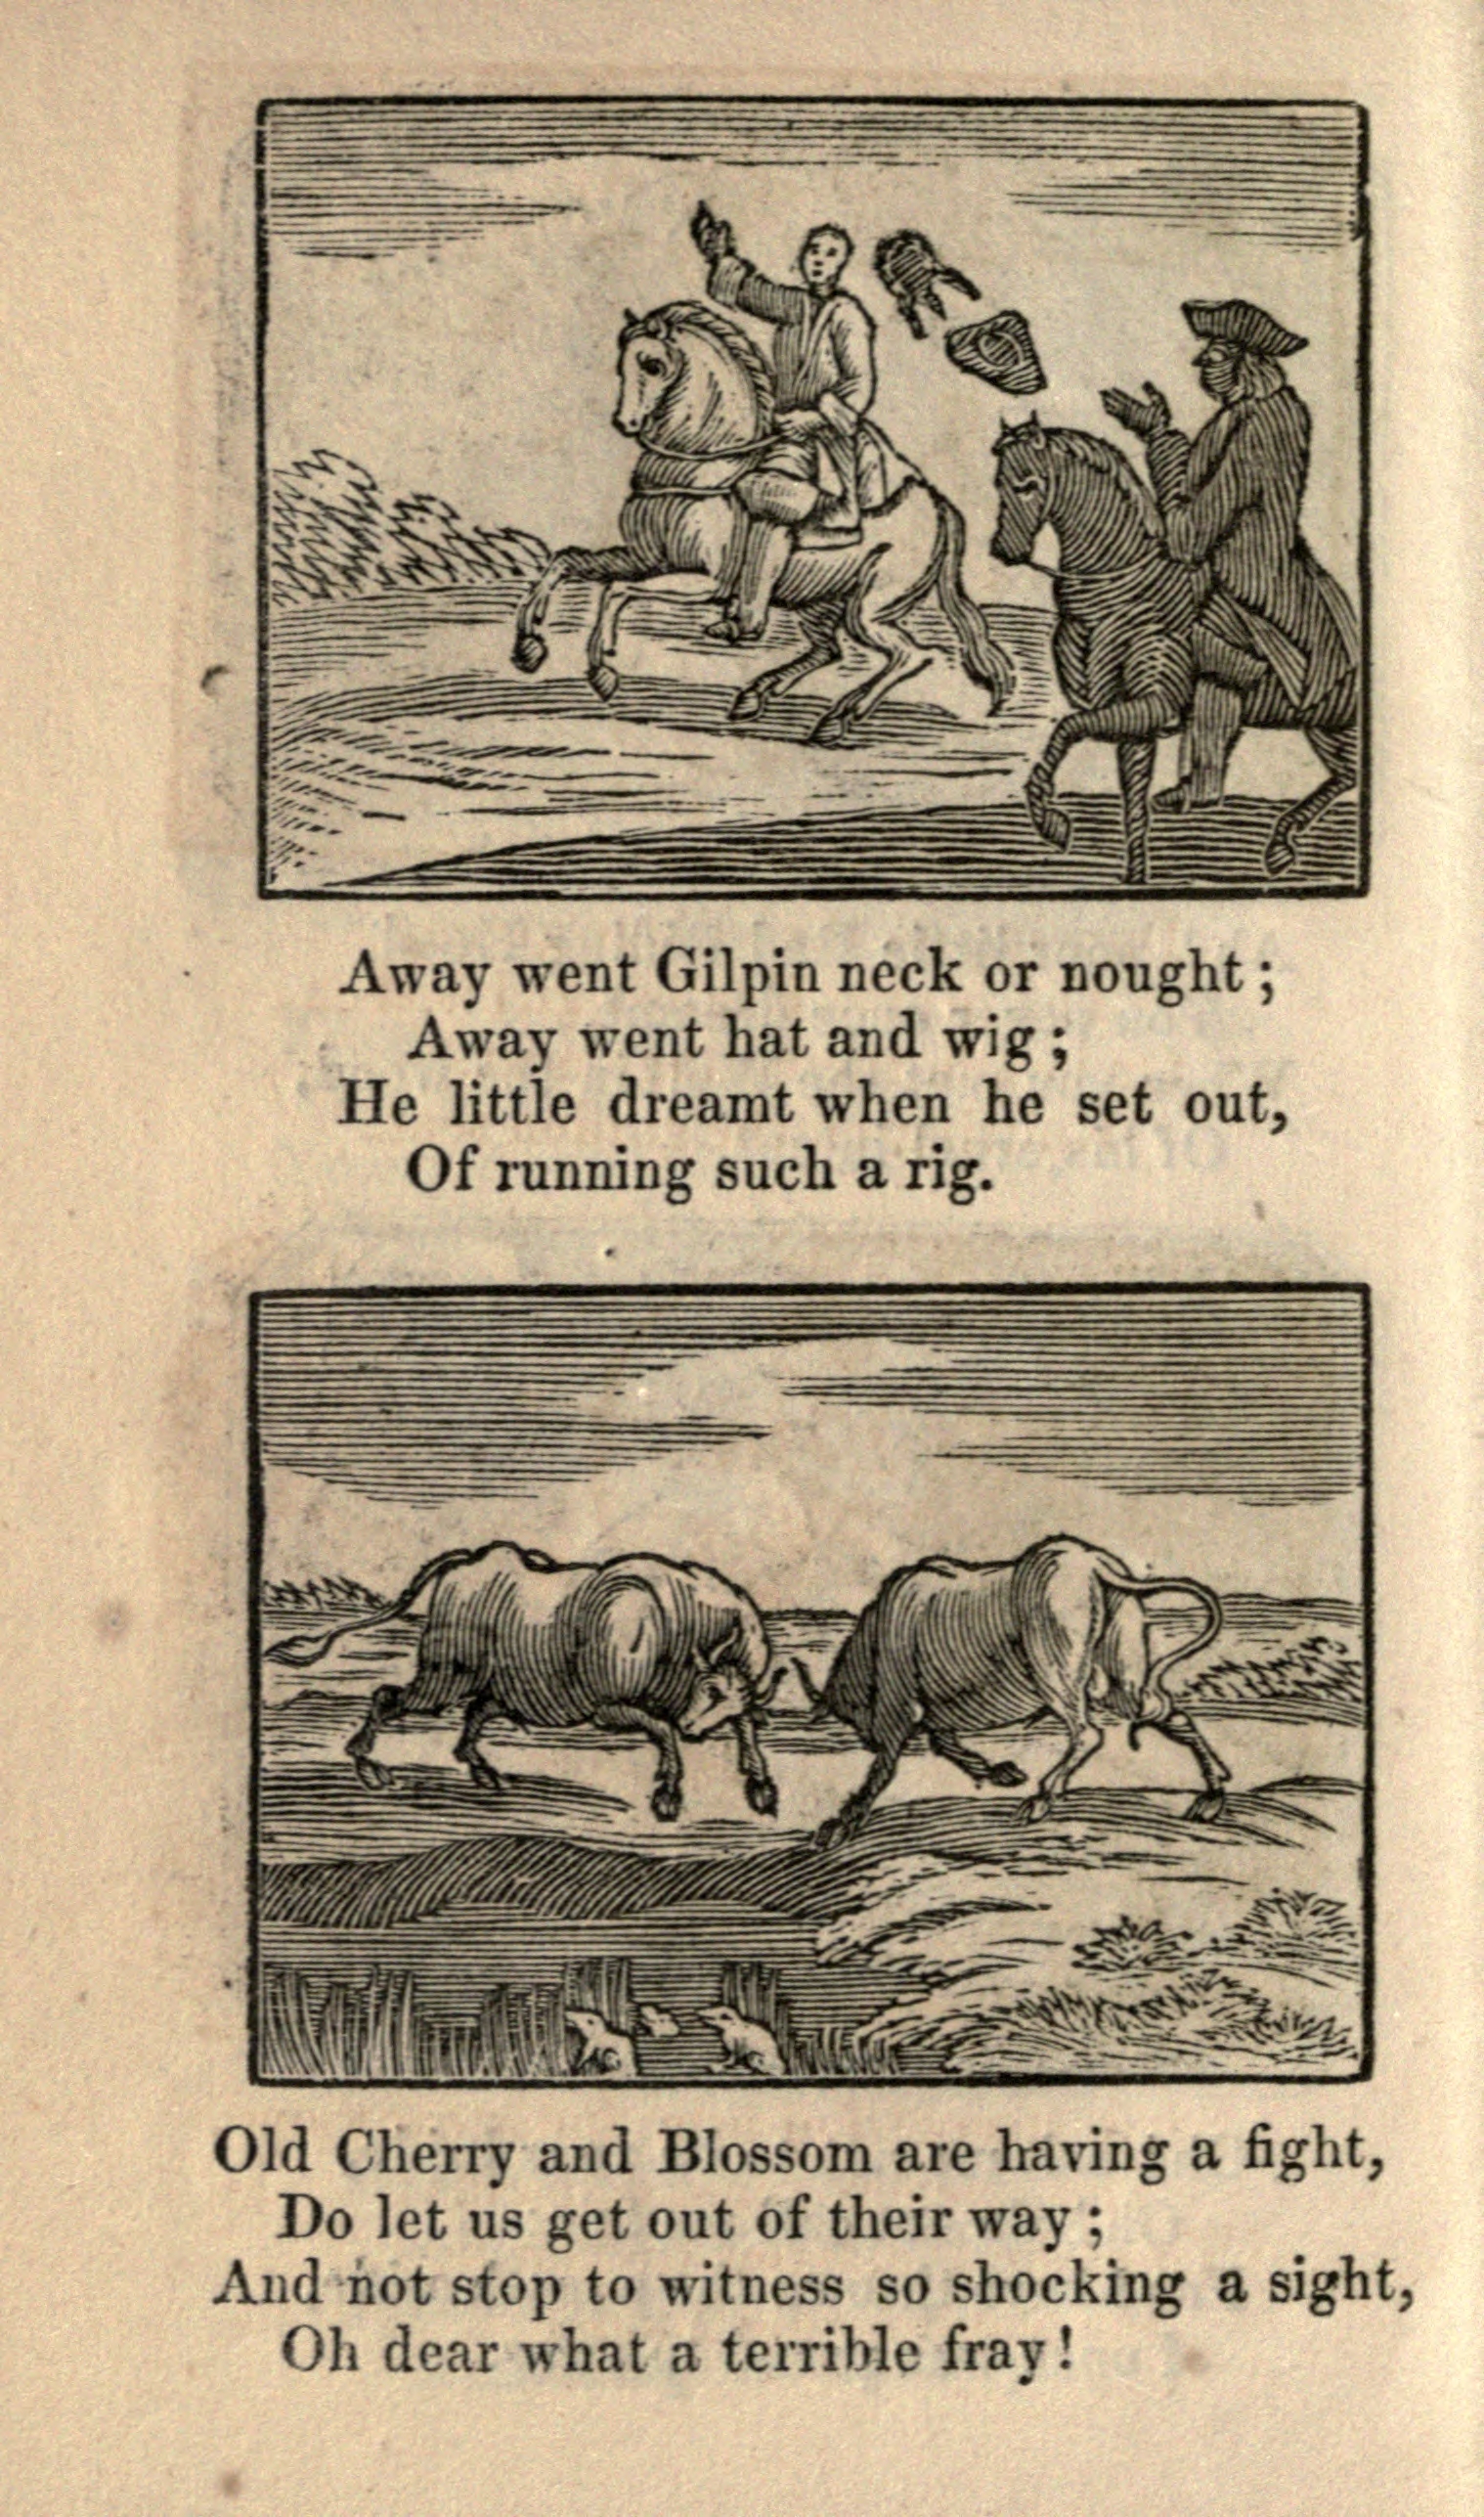 Away went Gilpin neck or nought;
Away went hat and wig;
He little dreamt when he set out,
Of running such a rig.
Old Cherry and Blossom are having a fight,
Do let us get out of their way;
And not stop to witness so shocking a sight,
Oh dear what a terrible fray!